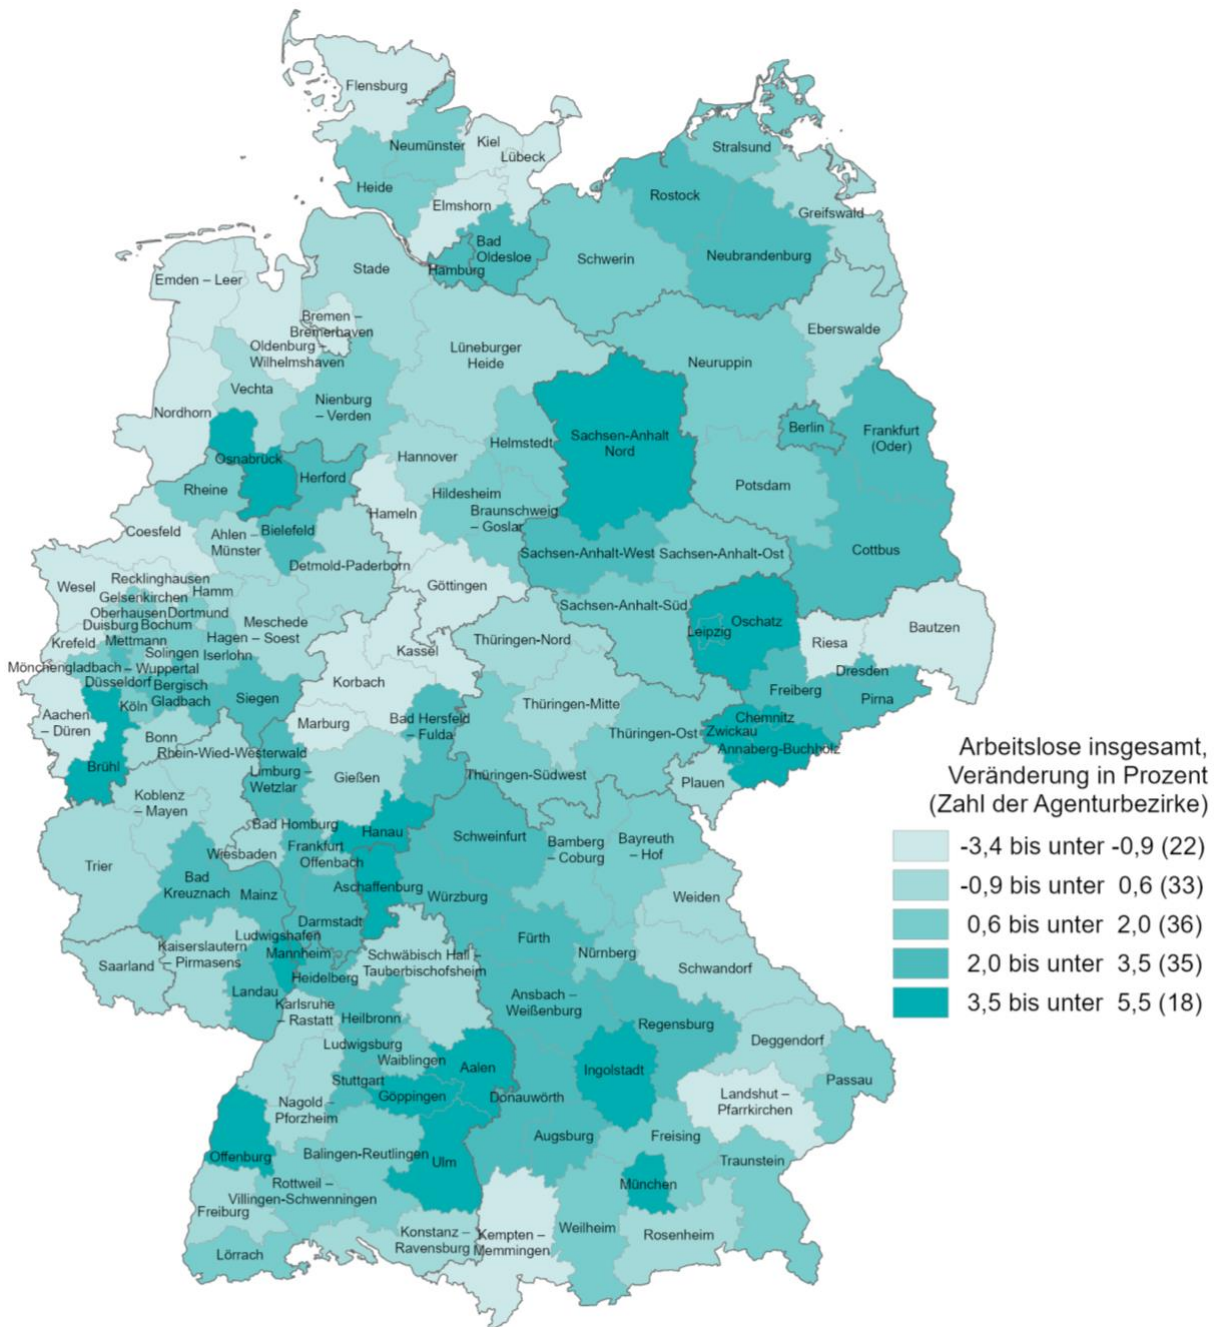 Flensburg
Neumünster
Kiel
Lübeck
Heide
Elmshorn
Stralsund
Rostock
Greifswald
Bad
Oldesloe
Hamburg
Schwerin
Neubrandenburg
Emden – Leer
Stade
Bremen –
Bremerhaven
Oldenburg –
Wilhelmshaven
Lüneburger
Heide
Eberswalde
Neuruppin
Vechta
Nordhorn
Nienburg
– Verden
Osnabrück
Hannover
Helmstedt
Sachsen-Anhalt
Nord
Berlin
Frankfurt
(Oder)
Rheine
Herford
Hildesheim
Braunschweig
– Goslar
Potsdam
Hameln
Coesfeld
Ahlen –
Münster
Bielefeld
Detmold-Paderborn
Sachsen-Anhalt-West
Sachsen-Anhalt-Ost
Cottbus
Wesel
Recklinghausen
Gelsenkirchen
Hamm
Oberhausen
Dortmund
Duisburg
Bochum
Meschede
– Soest
Göttingen
Sachsen-Anhalt-Süd
Krefeld
Mettmann
Hagen
Solingen
Iserlohn
Kassel
Thüringen-Nord
Leipzig
Oschatz
Riesa
Bautzen
Mönchengladbach
– Wuppertal
Düsseldorf
Bergisch
Gladbach
Siegen
Korbach
Dresden
Freiberg
Pirna
Aachen
– Düren
Köln
Bonn
Marburg
Bad Hersfeld
– Fulda
Thüringen-Mitte
Thüringen-Ost
Chemnitz
Zwickau
Annaberg-Buchholz
Brühl
Rhein-Wied-Westerwald
Limburg –
Wetzlar
Gießen
Thüringen-Südwest
Plauen
Koblenz
– Mayen
Bad Homburg
Hanau
Schweinfurt
Bamberg
– Coburg
Bayreuth
– Hof
Trier
Wiesbaden
Frankfurt
Offenbach
Bad
Kreuznach
Mainz
Aschaffenburg
Würzburg
Weiden
Darmstadt
Ludwigshafen
Kaiserslautern
– Pirmasens
Saarland
Mannheim
Heidelberg
Schwäbisch Hall –
Tauberbischofsheim
Fürth
Nürnberg
Schwandorf
Landau
Karlsruhe
– Rastatt
Heilbronn
Ansbach –
Weißenburg
Regensburg
Ludwigsburg
Waiblingen
Aalen
Ingolstadt
Deggendorf
Passau
Stuttgart
Göppingen
Donauwörth
Landshut –
Pfarrkirchen
Nagold –
Pforzheim
Augsburg
Freising
Offenburg
Balingen-Reutlingen
Ulm
Traunstein
Rottweil –
Villingen-Schwenningen
München
Freiburg
Konstanz –
Ravensburg
Kempten –
Memmingen
Weilheim
Rosenheim
Lörrach
Arbeitslose insgesamt,
Veränderung in Prozent
(Zahl der Agenturbezirke)
-3,4 bis unter -0,9 (22)
-0,9 bis unter 0,6 (33)
0,6 bis unter 2,0 (36)
2,0 bis unter 3,5 (35)
3,5 bis unter 5,5 (18)